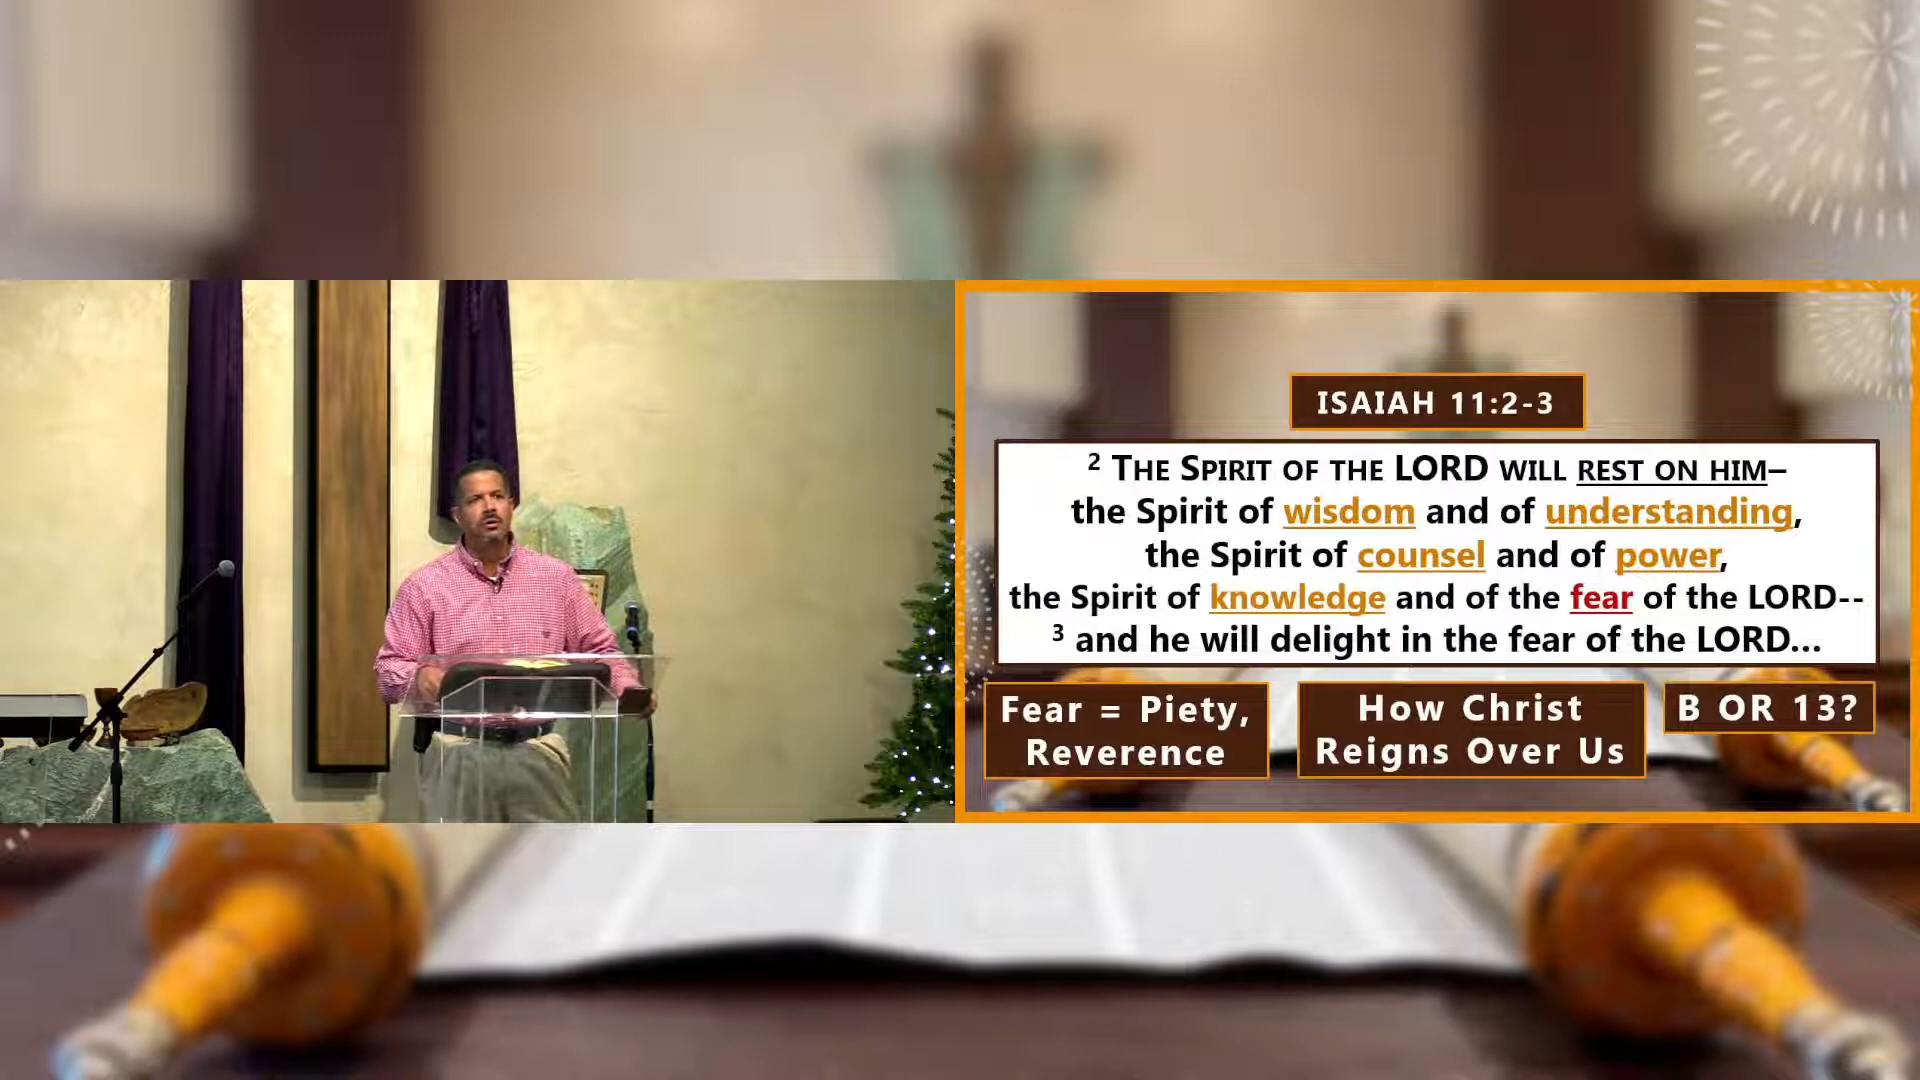 ISAIAH 11:2-3
² THE SPIRIT OF THE LORD WILL REST ON HIM–
the Spirit of wisdom and of understanding,
the Spirit of counsel and of power,
the Spirit of knowledge and of the fear of the LORD--
³ and he will delight in the fear of the LORD...
Fear = Piety,
Reverence
How Christ
Reigns Over Us
B OR 13?